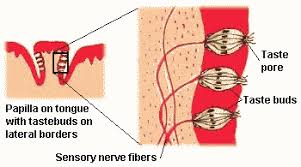 Taste
pore
Taste buds
Papilla on tongue
with tastebuds on
lateral borders
Sensory nerve fibers